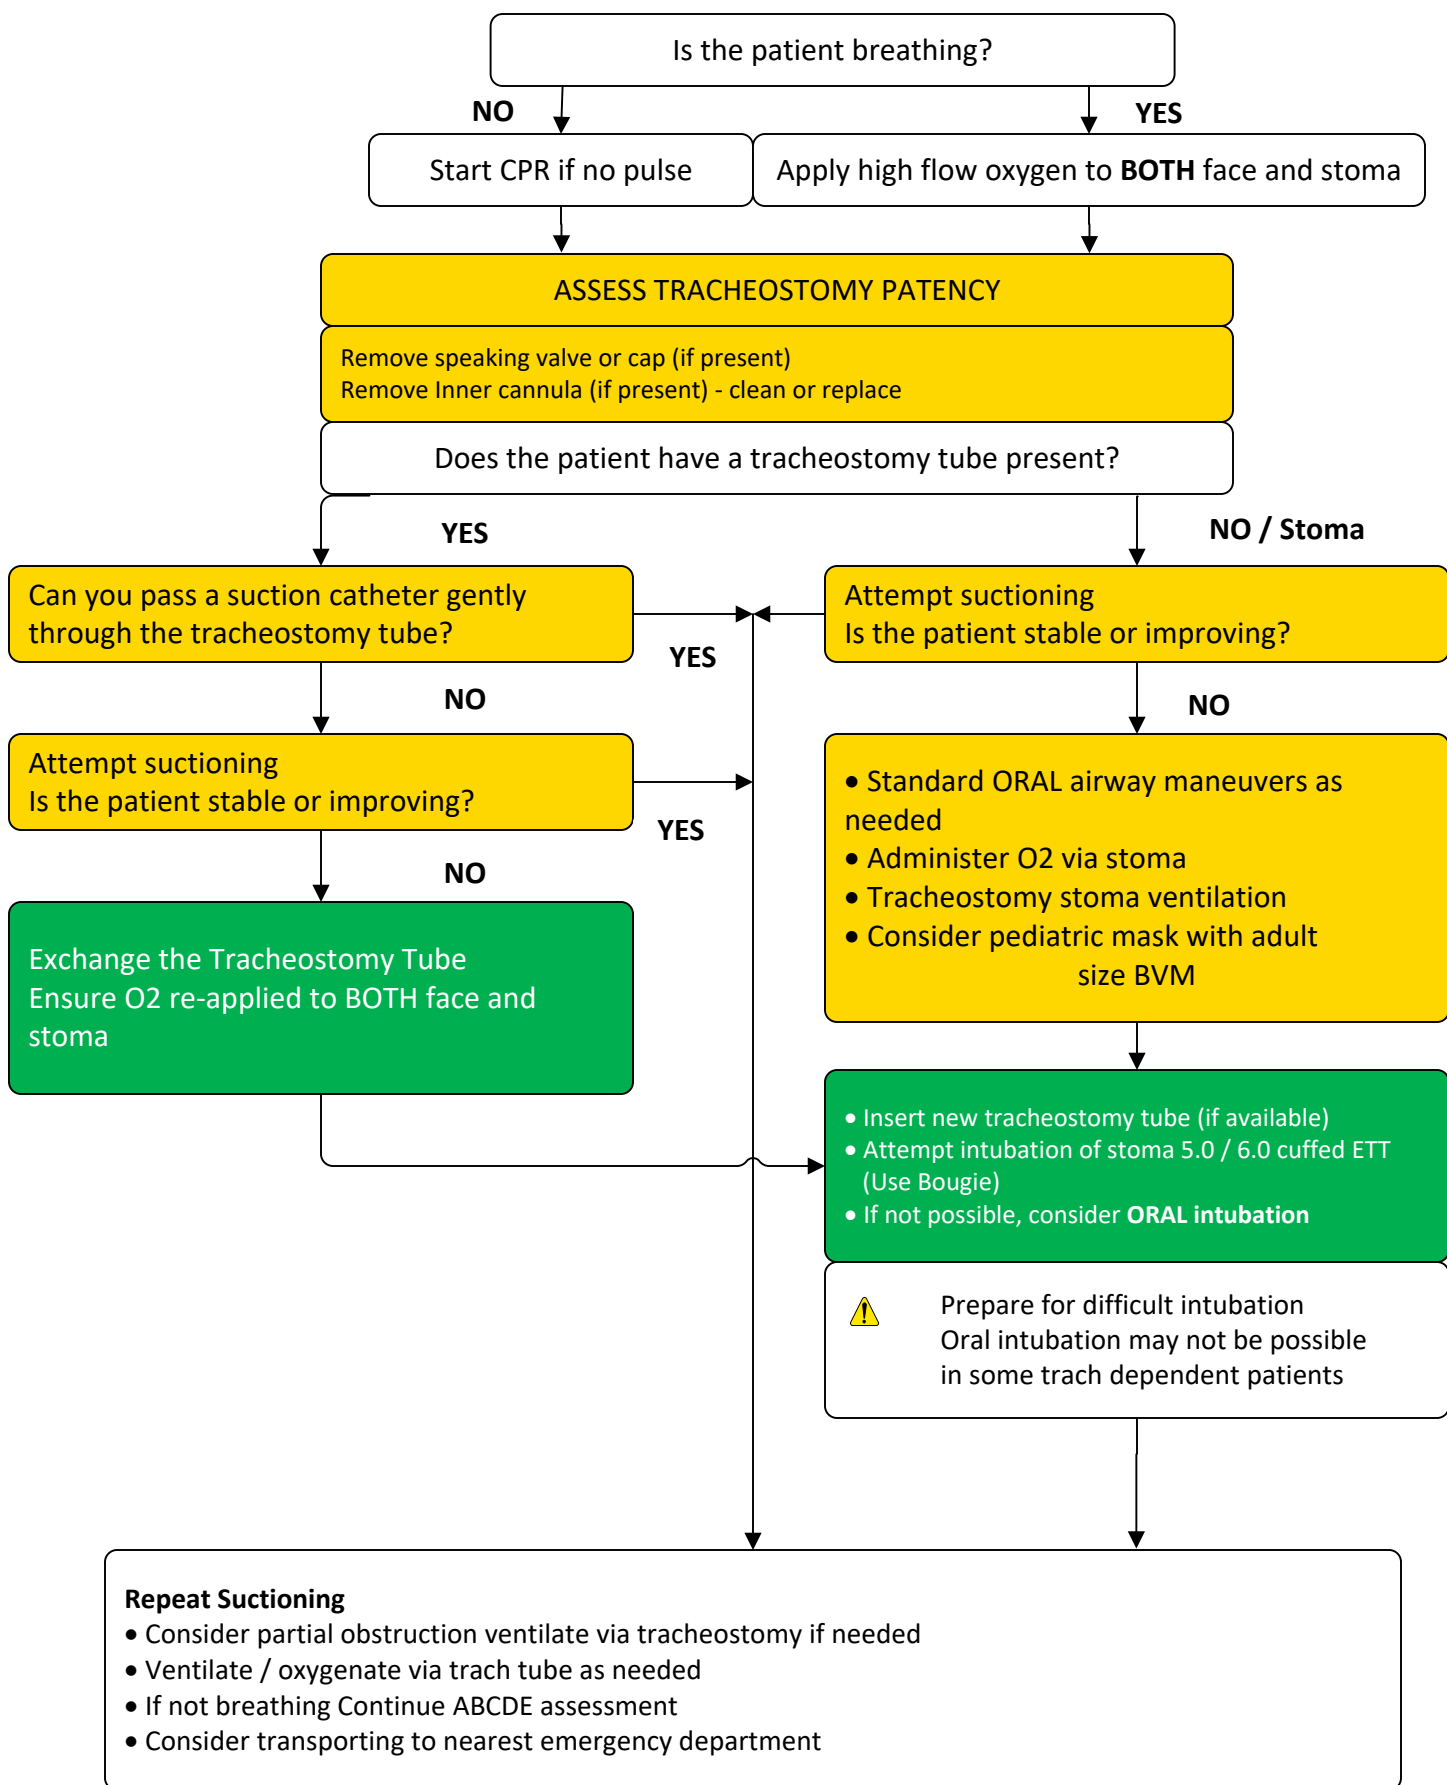 Is the patient breathing?
NO
YES
Start CPR if no pulse
Apply high flow oxygen to BOTH face and stoma
ASSESS TRACHEOSTOMY PATENCY
Remove speaking valve or cap (if present)
Remove Inner cannula (if present) - clean or replace
Does the patient have a tracheostomy tube present?
YES
NO / Stoma
Can you pass a suction catheter gently
through the tracheostomy tube?
YES
Attempt suctioning
Is the patient stable or improving?
NO
NO
Attempt suctioning
Is the patient stable or improving?
YES
• Standard ORAL airway maneuvers as
needed
• Administer O2 via stoma
• Tracheostomy stoma ventilation
• Consider pediatric mask with adult
size BVM
NO
Exchange the Tracheostomy Tube
Ensure O2 re-applied to BOTH face and
stoma
• Insert new tracheostomy tube (if available)
• Attempt intubation of stoma 5.0 / 6.0 cuffed ETT
(Use Bougie)
• If not possible, consider ORAL intubation
Prepare for difficult intubation
Oral intubation may not be possible
in some trach dependent patients
Repeat Suctioning
• Consider partial obstruction ventilate via tracheostomy if needed
• Ventilate / oxygenate via trach tube as needed
• If not breathing Continue ABCDE assessment
• Consider transporting to nearest emergency department